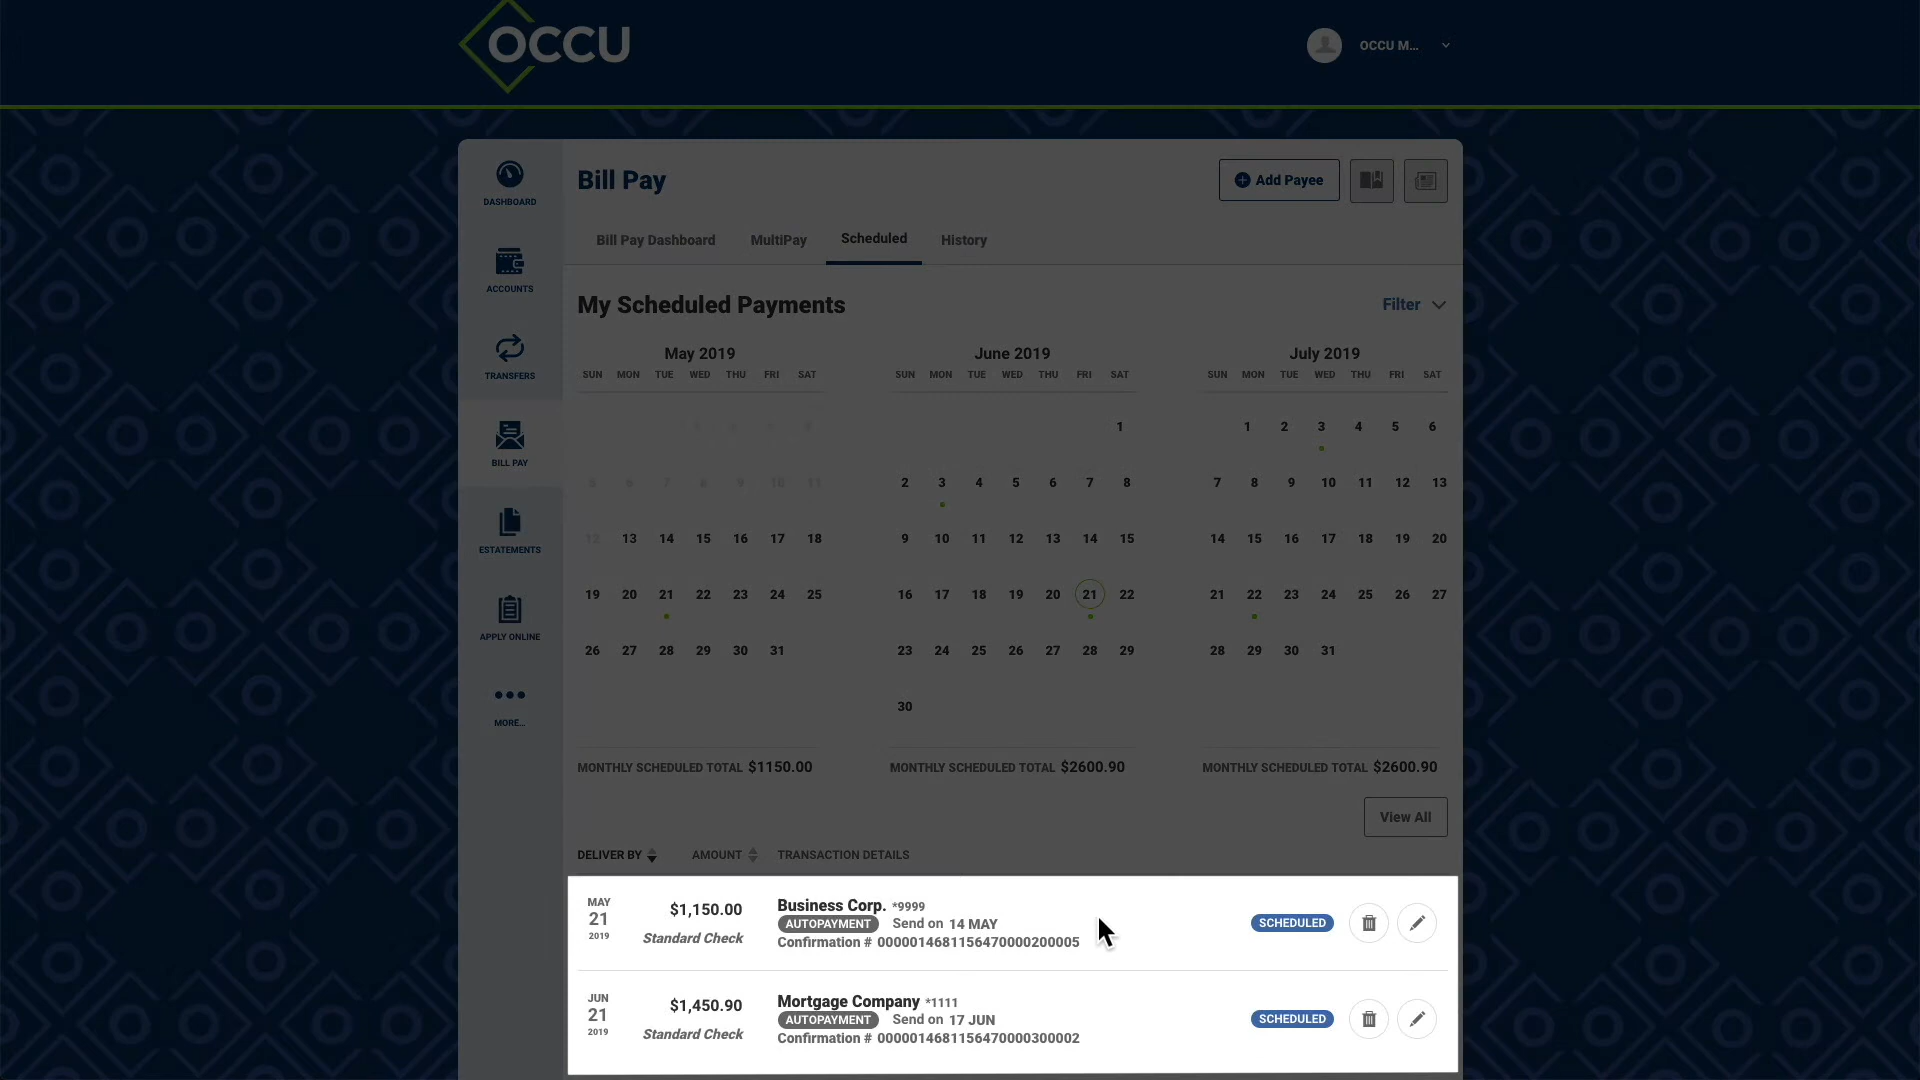 OCCU
OCCU M...
DASHBOARD
ACCOUNTS
TRANSFERS
BILL PAY
ESTATEMENTS
APPLY ONLINE
MORE...
Bill Pay
Add Payee
Bill Pay Dashboard MultiPay Scheduled History
My Scheduled Payments
Filter
May 2019
SUN MON TUE WED THU FRI SAT
5 6 7 8 9 10 11
12 13 14 15 16 17 18
19 20 21 22 23 24 25
26 27 28 29 30 31
MONTHLY SCHEDULED TOTAL $1150.00
June 2019
SUN MON TUE WED THU FRI SAT
1
2 3 4 5 6 7 8
9 10 11 12 13 14 15
16 17 18 19 20 21 22
23 24 25 26 27 28 29
30
MONTHLY SCHEDULED TOTAL $2600.90
July 2019
SUN MON TUE WED THU FRI SAT
1 2 3 4 5 6
7 8 9 10 11 12 13
14 15 16 17 18 19 20
21 22 23 24 25 26 27
28 29 30 31
MONTHLY SCHEDULED TOTAL $2600.90
View All
DELIVER BY AMOUNT TRANSACTION DETAILS
MAY
21
2019
$1,150.00
Standard Check
Business Corp. *9999
AUTOPAYMENT Send on 14 MAY
Confirmation # 0000014681156470000200005
SCHEDULED
JUN
21
2019
$1,450.90
Standard Check
Mortgage Company *1111
AUTOPAYMENT Send on 17 JUN
Confirmation # 0000014681156470000300002
SCHEDULED